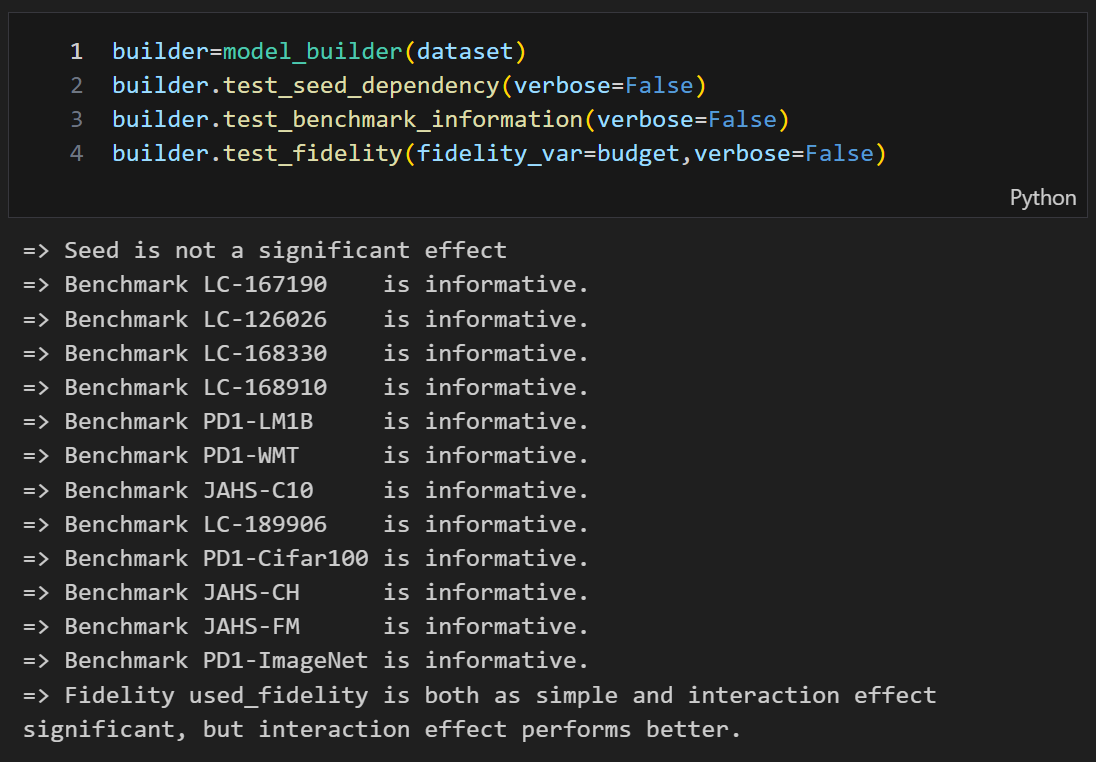 1 builder=model_builder(dataset)
2 builder.test_seed_dependency(verbose=False)
3 builder.test_benchmark_information(verbose=False)
4 builder.test_fidelity(fidelity_var=budget,verbose=False)
Python
=> Seed is not a significant effect
=> Benchmark LC-167190    is informative.
=> Benchmark LC-126026    is informative.
=> Benchmark LC-168330    is informative.
=> Benchmark LC-168910    is informative.
=> Benchmark PD1-LM1B     is informative.
=> Benchmark PD1-WMT      is informative.
=> Benchmark JAHS-C10     is informative.
=> Benchmark LC-189906    is informative.
=> Benchmark PD1-Cifar100 is informative.
=> Benchmark JAHS-CH      is informative.
=> Benchmark JAHS-FM      is informative.
=> Benchmark PD1-ImageNet is informative.
=> Fidelity used_fidelity is both as simple and interaction effect
significant, but interaction effect performs better.